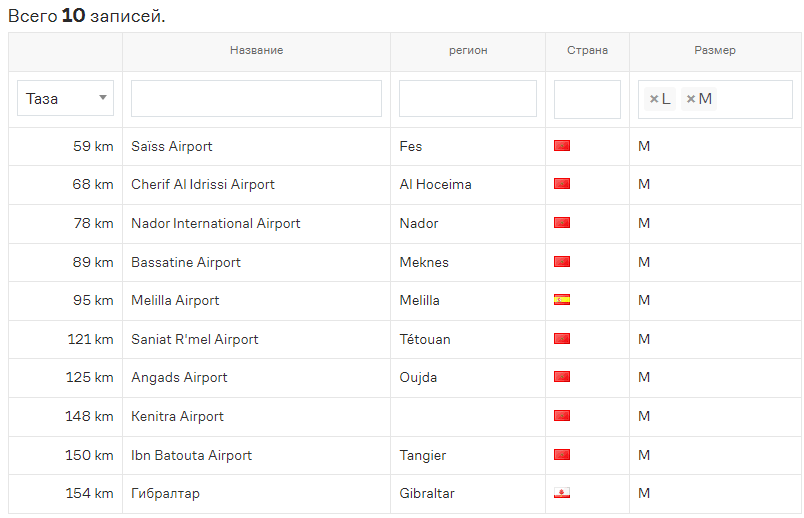 Всего 10 записей.
Название регион Страна Размер
Таза ×L ×M
59 km Saïss Airport Fes M
68 km Cherif Al Idrissi Airport Al Hoceima M
78 km Nador International Airport Nador M
89 km Bassatine Airport Meknes M
95 km Melilla Airport Melilla M
121 km Saniat R'mel Airport Tétouan M
125 km Angads Airport Oujda M
148 km Kenitra Airport M
150 km Ibn Batouta Airport Tangier M
154 km Гибралтар Gibraltar M